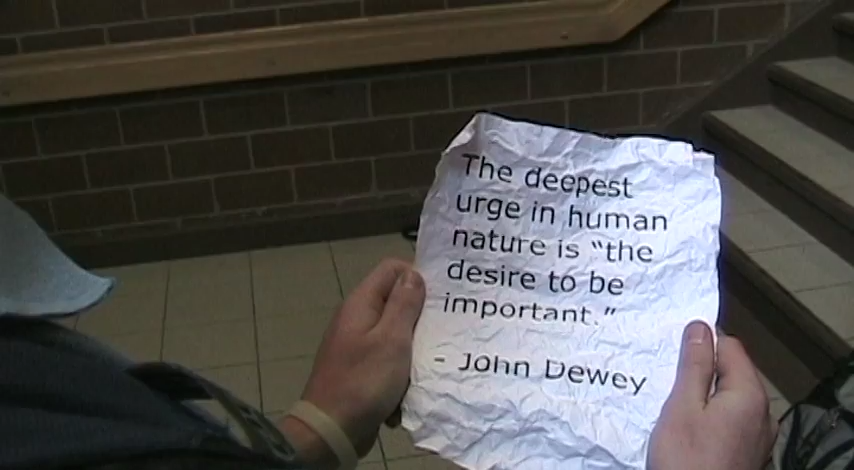 The deepest
urge in human
nature is “the
desire to be
important.”
– John Dewey